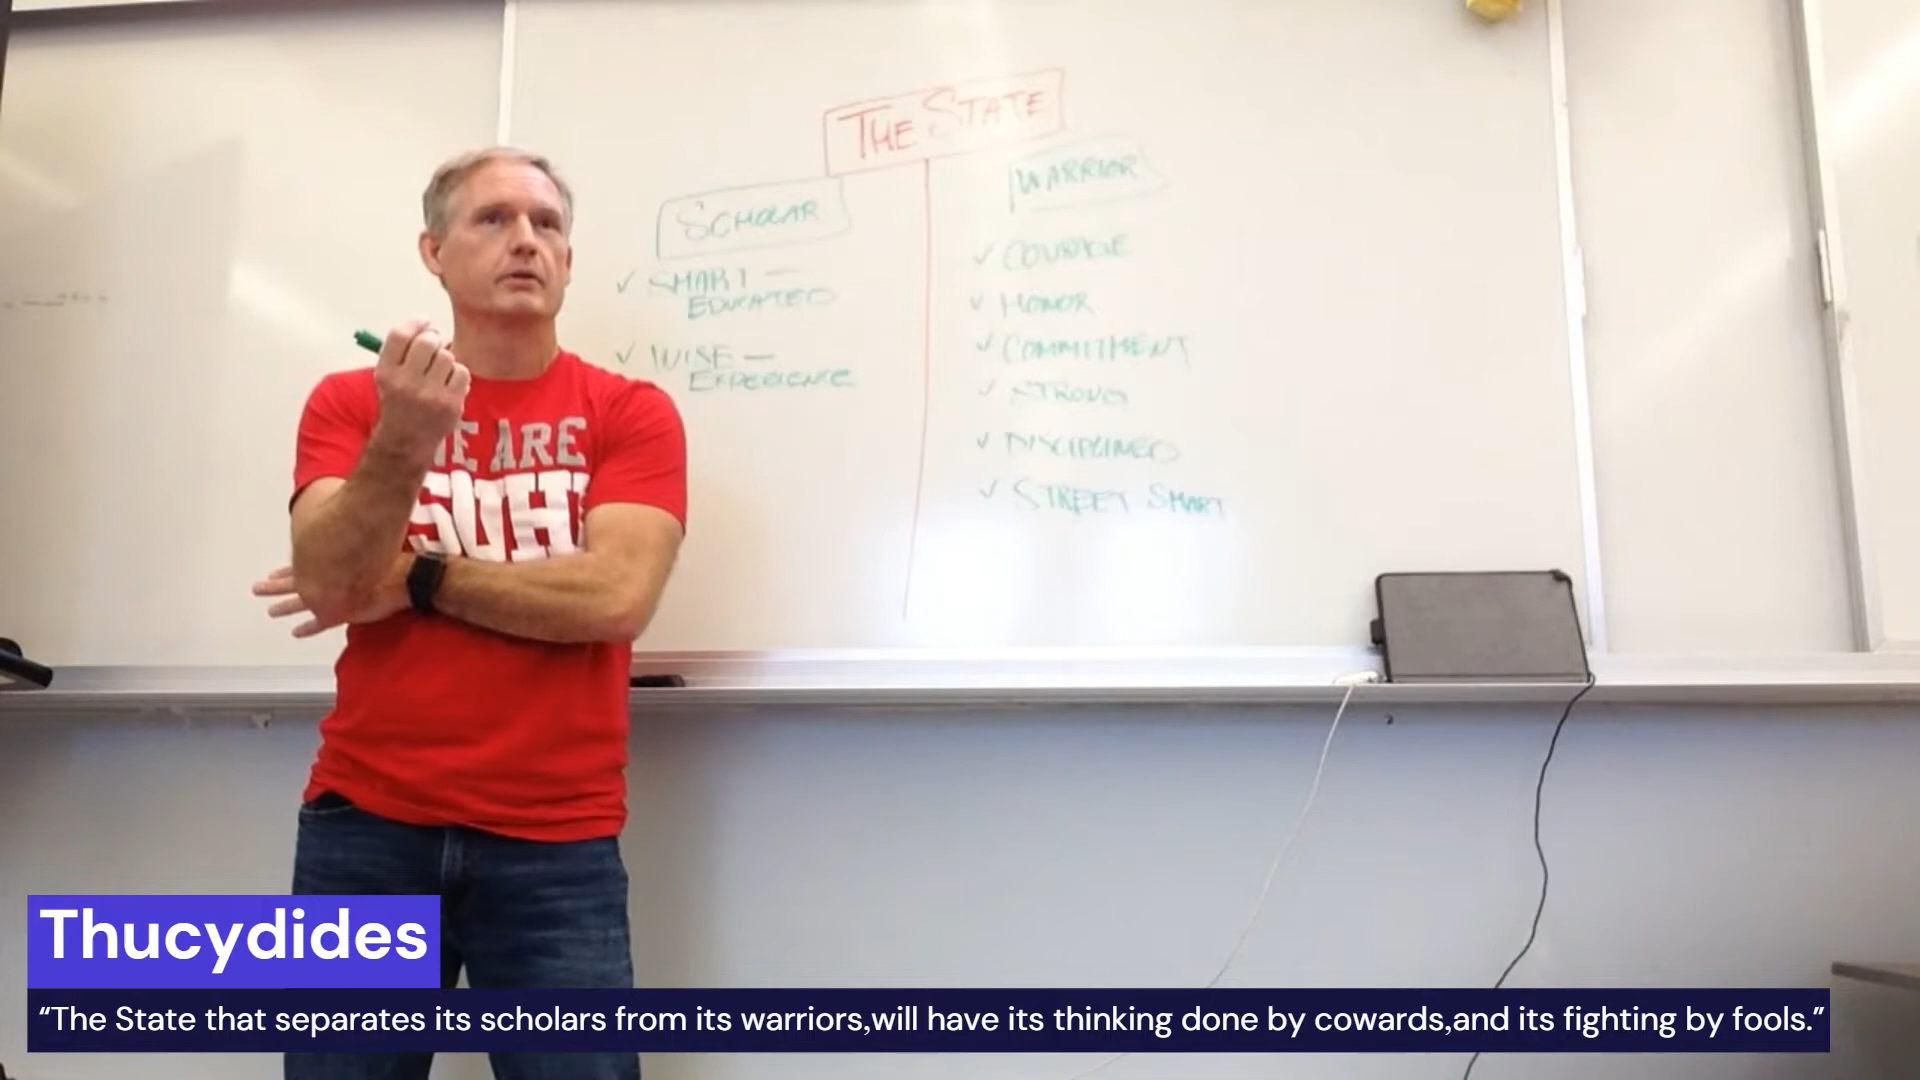 THE STATE
SCHOLAR
✓ SMART —
EDUCATED
✓ WISE —
EXPERIENCE
WARRIOR
✓ COURAGE
✓ HONOR
✓ COMMITMENT
✓ STRONG
✓ DISCIPLINED
✓ STREET SMART
ARE
Thucydides
“The State that separates its scholars from its warriors,will have its thinking done by cowards,and its fighting by fools.”